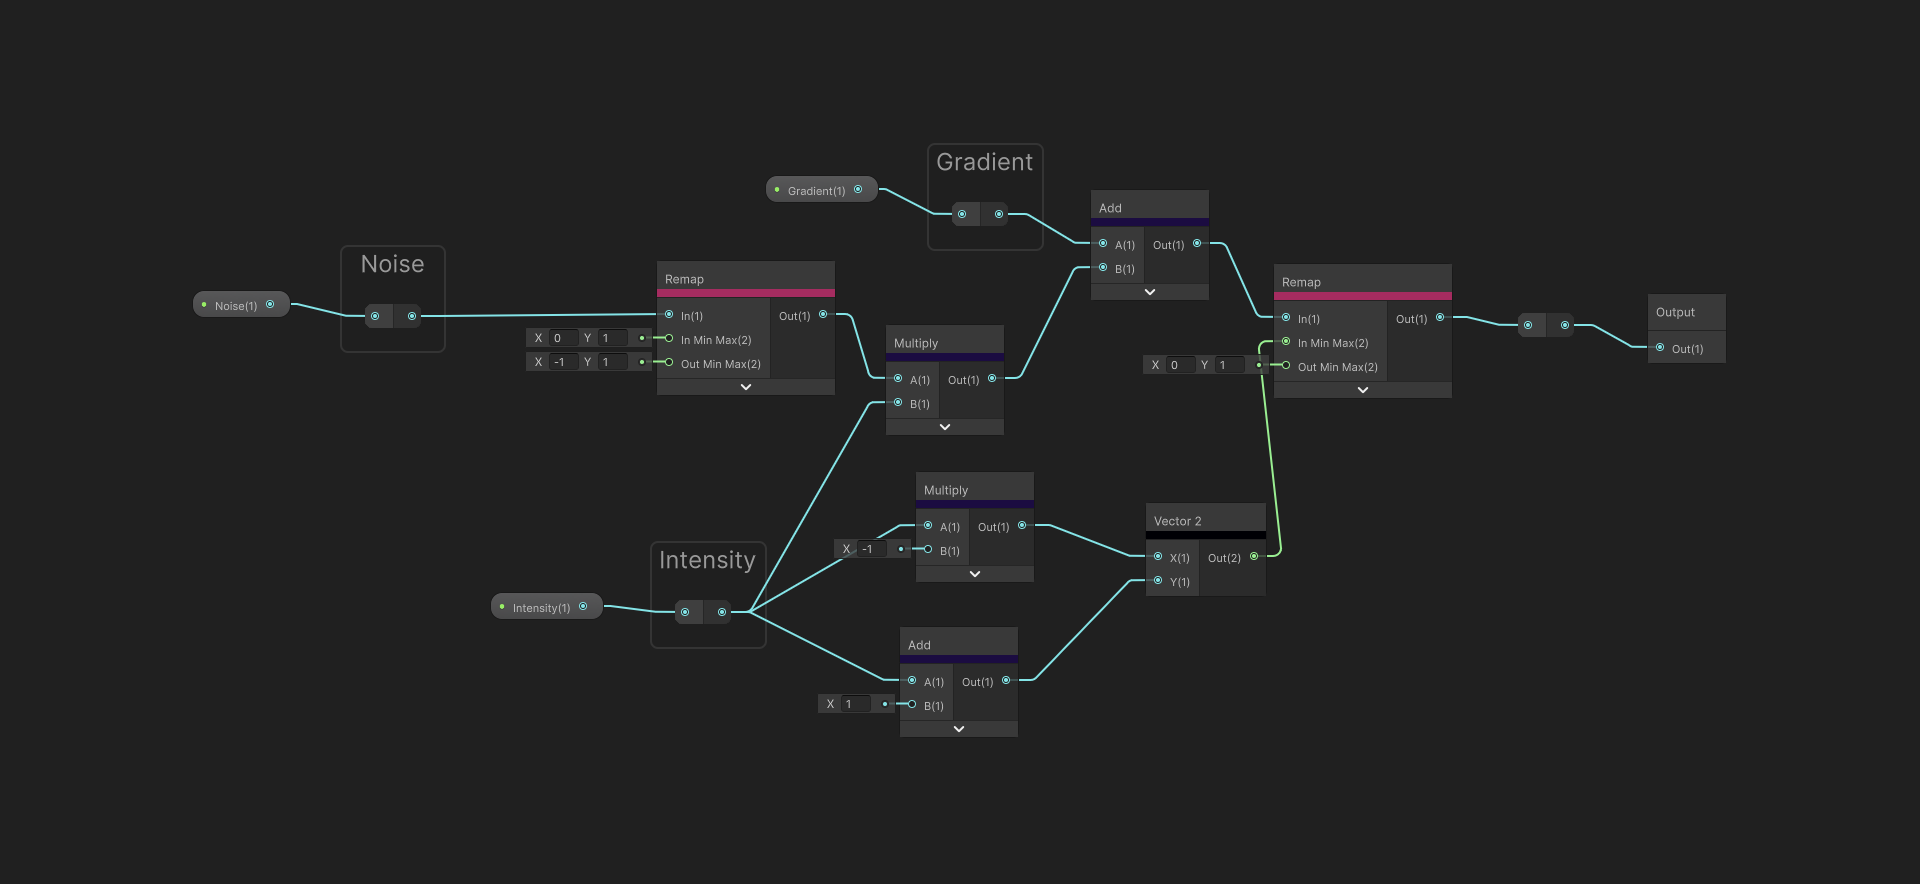 Gradient
Gradient(1)
Add
A(1) Out(1)
B(1)
Noise
Noise(1)
Remap
In(1) Out(1)
X 0 Y 1 In Min Max(2)
X -1 Y 1 Out Min Max(2)
Multiply
A(1) Out(1)
B(1)
Remap
In(1) Out(1)
In Min Max(2)
X 0 Y 1 Out Min Max(2)
Output
Out(1)
Multiply
A(1) Out(1)
X -1 B(1)
Vector 2
X(1) Out(2)
Y(1)
Intensity
Intensity(1)
Add
A(1) Out(1)
X 1 B(1)